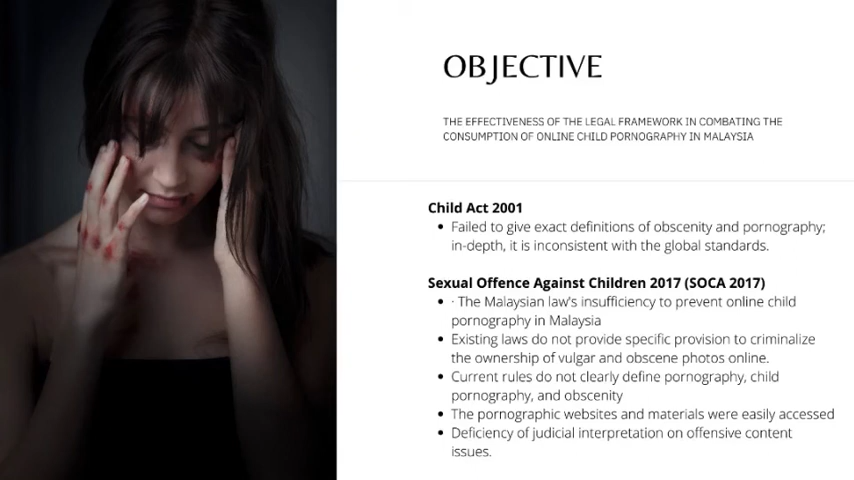 OBJECTIVE
THE EFFECTIVENESS OF THE LEGAL FRAMEWORK IN COMBATING THE
CONSUMPTION OF ONLINE CHILD PORNOGRAPHY IN MALAYSIA
Child Act 2001
• Failed to give exact definitions of obscenity and pornography;
in-depth, it is inconsistent with the global standards.
Sexual Offence Against Children 2017 (SOCA 2017)
• · The Malaysian law's insufficiency to prevent online child
pornography in Malaysia
• Existing laws do not provide specific provision to criminalize
the ownership of vulgar and obscene photos online.
• Current rules do not clearly define pornography, child
pornography, and obscenity
• The pornographic websites and materials were easily accessed
• Deficiency of judicial interpretation on offensive content
issues.